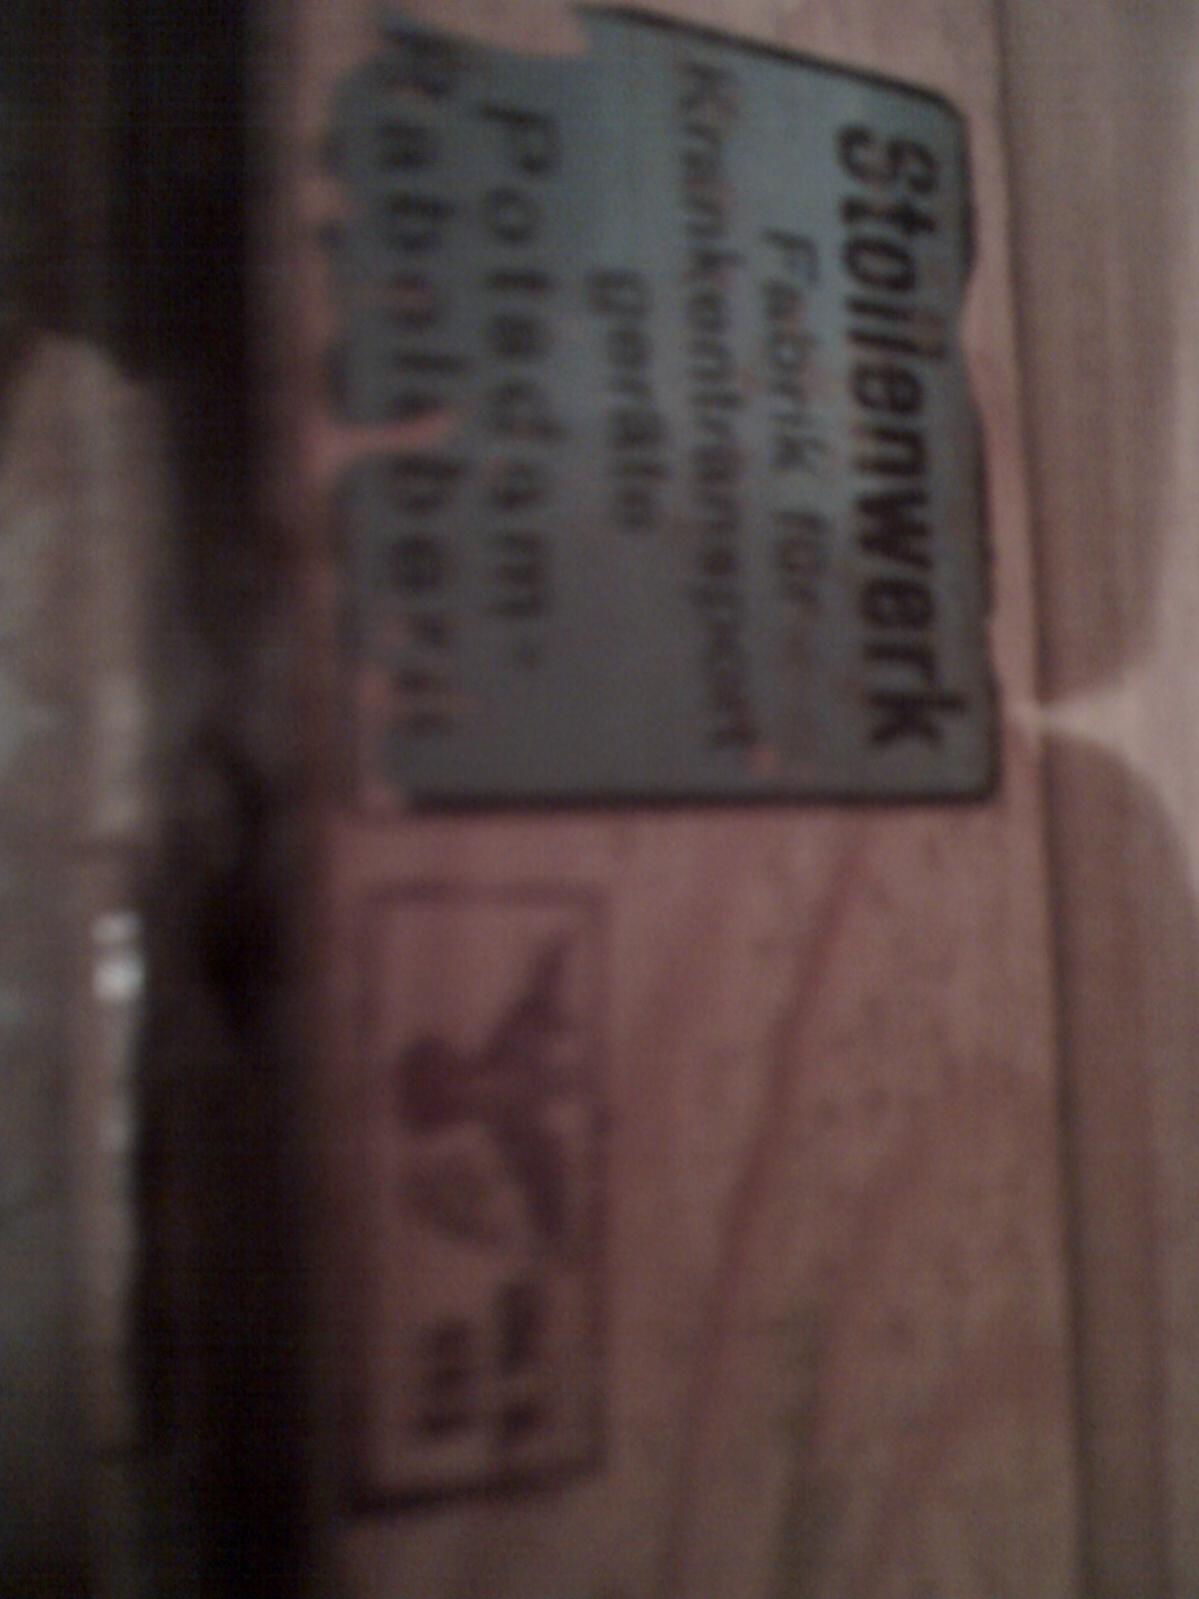 Stollenwerk
Fabrik für
Krankentransport
geräte
Potsdam-
Babelsberg